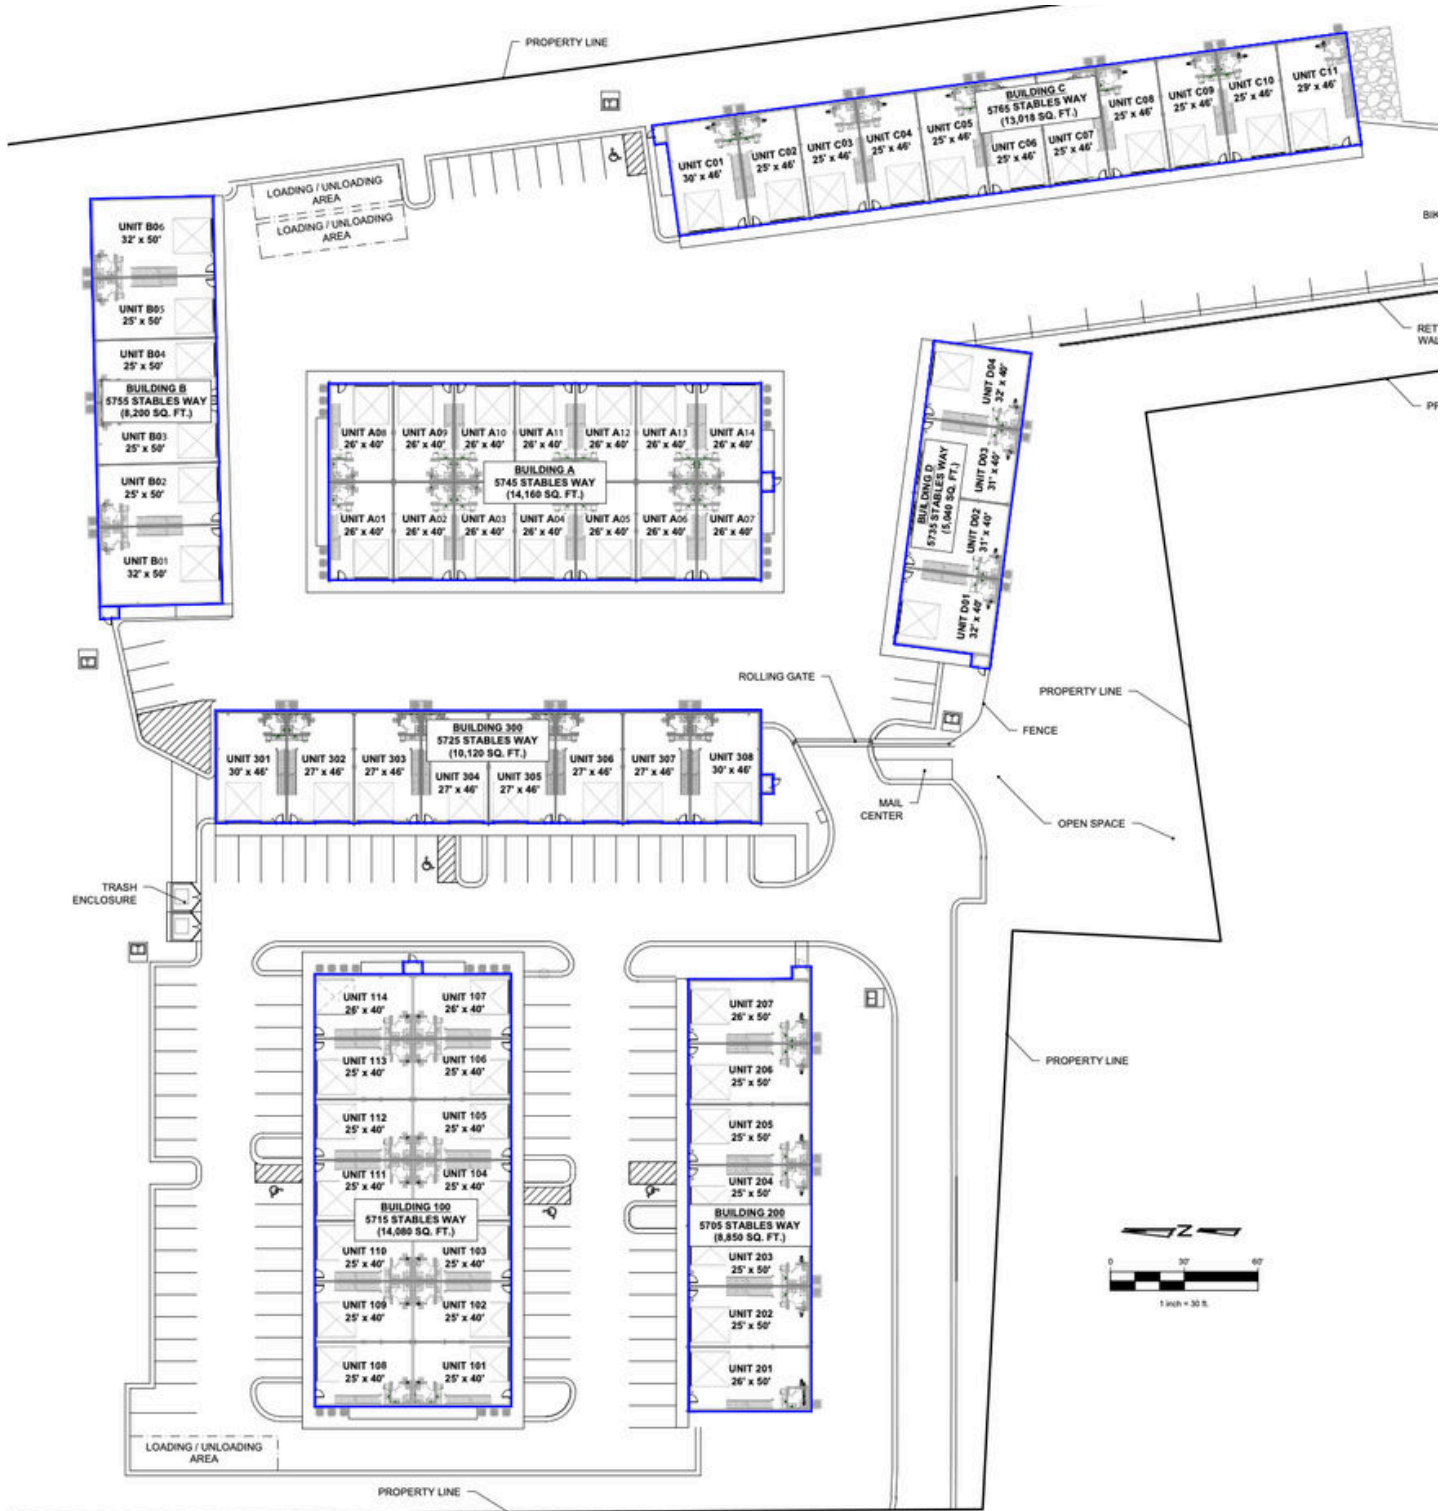 PROPERTY LINE
BUILDING C
5765 STABLES WAY
(13,018 SQ. FT.)
UNIT C01
30' x 46'
UNIT C02
25' x 46'
UNIT C03
25' x 46'
UNIT C04
25' x 46'
UNIT C05
25' x 46'
UNIT C06
25' x 46'
UNIT C07
25' x 46'
UNIT C08
25' x 46'
UNIT C09
25' x 46'
UNIT C10
25' x 46'
UNIT C11
29' x 46'
LOADING / UNLOADING
AREA
LOADING / UNLOADING
AREA
BIK
RET
WAL
PR
UNIT B06
32' x 50'
UNIT B05
25' x 50'
UNIT B04
25' x 50'
BUILDING B
5755 STABLES WAY
(8,200 SQ. FT.)
UNIT B03
25' x 50'
UNIT B02
25' x 50'
UNIT B01
32' x 50'
UNIT A08
26' x 40'
UNIT A09
26' x 40'
UNIT A10
26' x 40'
UNIT A11
26' x 40'
UNIT A12
26' x 40'
UNIT A13
26' x 40'
UNIT A14
26' x 40'
BUILDING A
5745 STABLES WAY
(14,160 SQ. FT.)
UNIT A01
26' x 40'
UNIT A02
26' x 40'
UNIT A03
26' x 40'
UNIT A04
26' x 40'
UNIT A05
26' x 40'
UNIT A06
26' x 40'
UNIT A07
26' x 40'
UNIT D04
32' x 40'
UNIT D03
31' x 40'
BUILDING D
5735 STABLES WAY
(5,040 SQ. FT.)
UNIT D02
31' x 40'
UNIT D01
32' x 40'
ROLLING GATE
PROPERTY LINE
FENCE
MAIL
CENTER
OPEN SPACE
BUILDING 300
5725 STABLES WAY
(10,120 SQ. FT.)
UNIT 301
30' x 46'
UNIT 302
27' x 46'
UNIT 303
27' x 46'
UNIT 304
27' x 46'
UNIT 305
27' x 46'
UNIT 306
27' x 46'
UNIT 307
27' x 46'
UNIT 308
30' x 46'
TRASH
ENCLOSURE
UNIT 114
26' x 40'
UNIT 107
26' x 40'
UNIT 113
25' x 40'
UNIT 106
25' x 40'
UNIT 112
25' x 40'
UNIT 105
25' x 40'
UNIT 111
25' x 40'
UNIT 104
25' x 40'
BUILDING 100
5715 STABLES WAY
(14,080 SQ. FT.)
UNIT 110
25' x 40'
UNIT 103
25' x 40'
UNIT 109
25' x 40'
UNIT 102
25' x 40'
UNIT 108
25' x 40'
UNIT 101
25' x 40'
UNIT 207
26' x 50'
UNIT 206
25' x 50'
UNIT 205
25' x 50'
UNIT 204
25' x 50'
BUILDING 200
5705 STABLES WAY
(8,850 SQ. FT.)
UNIT 203
25' x 50'
UNIT 202
25' x 50'
UNIT 201
26' x 50'
PROPERTY LINE
N
0 30' 60'
1 inch = 30 ft.
LOADING / UNLOADING
AREA
PROPERTY LINE